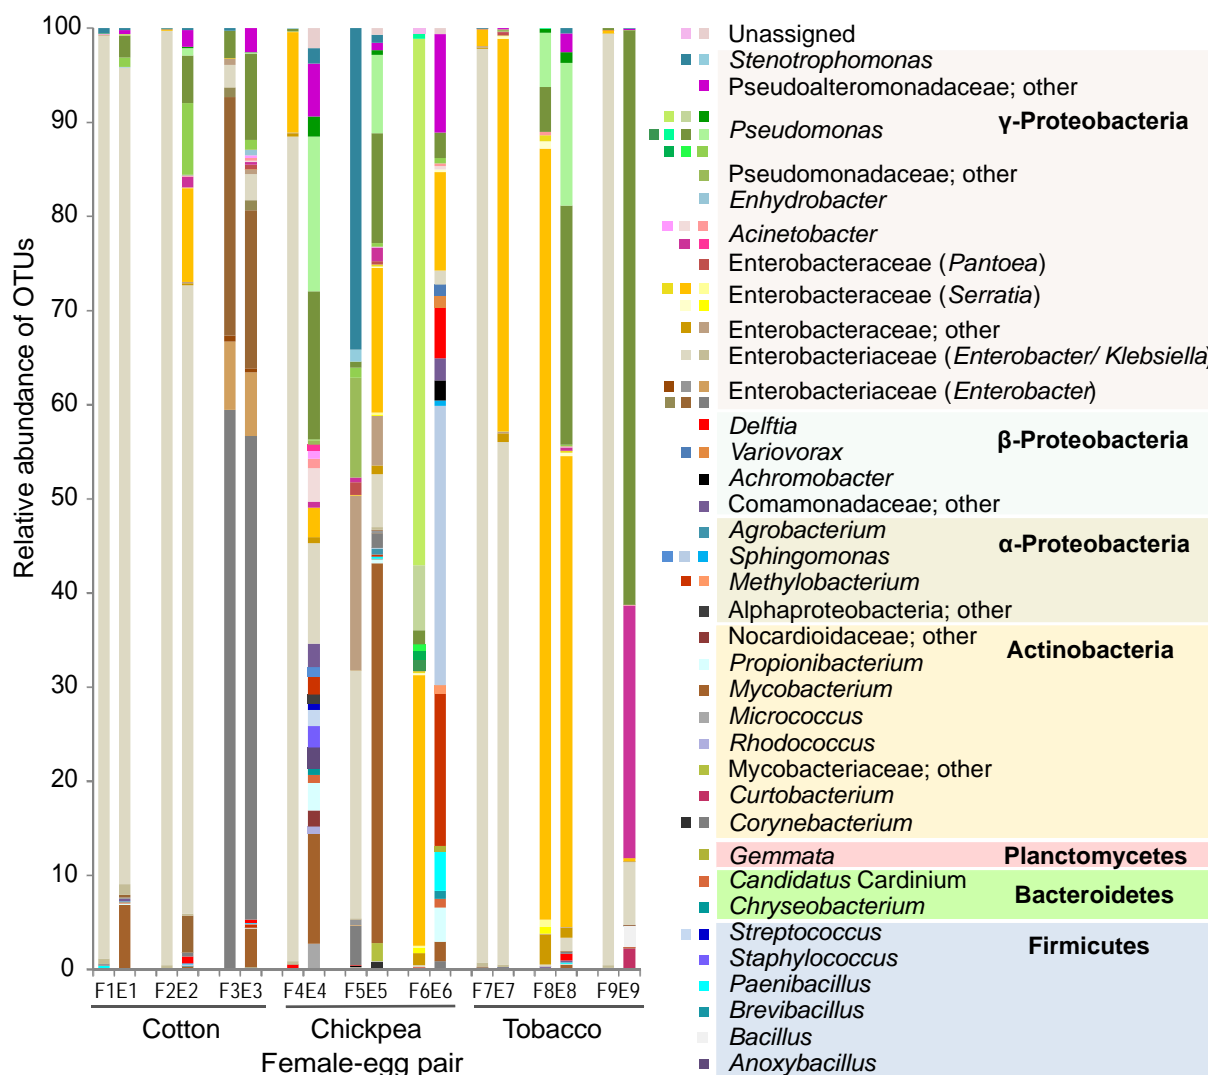 Relative abundance of OTUs
100
90
80
70
60
50
40
30
20
10
0
F1E1 F2E2 F3E3 F4E4 F5E5 F6E6 F7E7 F8E8 F9E9
Cotton Chickpea Tobacco
Female-egg pair
Unassigned
Stenotrophomonas
Pseudoalteromonadaceae; other
γ-Proteobacteria
Pseudomonas
Pseudomonadaceae; other
Enhydrobacter
Acinetobacter
Enterobacteraceae (Pantoea)
Enterobacteraceae (Serratia)
Enterobacteraceae; other
Enterobacteriaceae (Enterobacter/ Klebsiella)
Enterobacteriaceae (Enterobacter)
Delftia
β-Proteobacteria
Variovorax
Achromobacter
Comamonadaceae; other
Agrobacterium
α-Proteobacteria
Sphingomonas
Methylobacterium
Alphaproteobacteria; other
Nocardioidaceae; other
Actinobacteria
Propionibacterium
Mycobacterium
Micrococcus
Rhodococcus
Mycobacteriaceae; other
Curtobacterium
Corynebacterium
Gemmata Planctomycetes
Candidatus Cardinium
Bacteroidetes
Chryseobacterium
Streptococcus
Firmicutes
Staphylococcus
Paenibacillus
Brevibacillus
Bacillus
Anoxybacillus